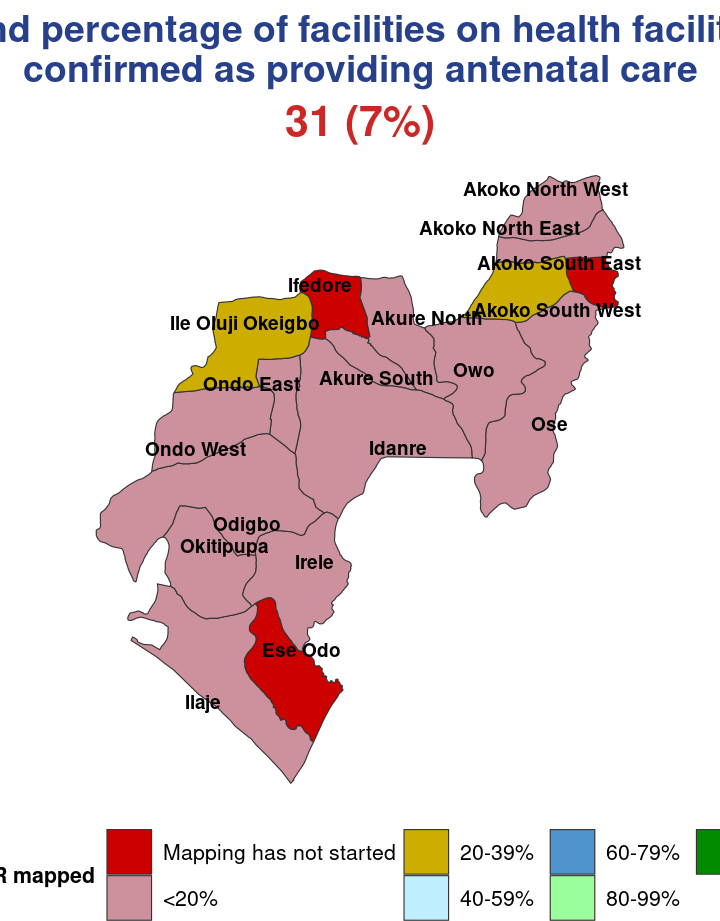 nd percentage of facilities on health facilit
confirmed as providing antenatal care
31 (7%)
Akoko North West
Akoko North East
Akoko South East
Ifedore
Akoko South West
Akure North
Ile Oluji Okeigbo
Owo
Akure South
Ondo East
Ose
Idanre
Ondo West
Odigbo
Okitipupa
Irele
Ese Odo
Ilaje
R mapped
Mapping has not started
<20%
20-39%
40-59%
60-79%
80-99%